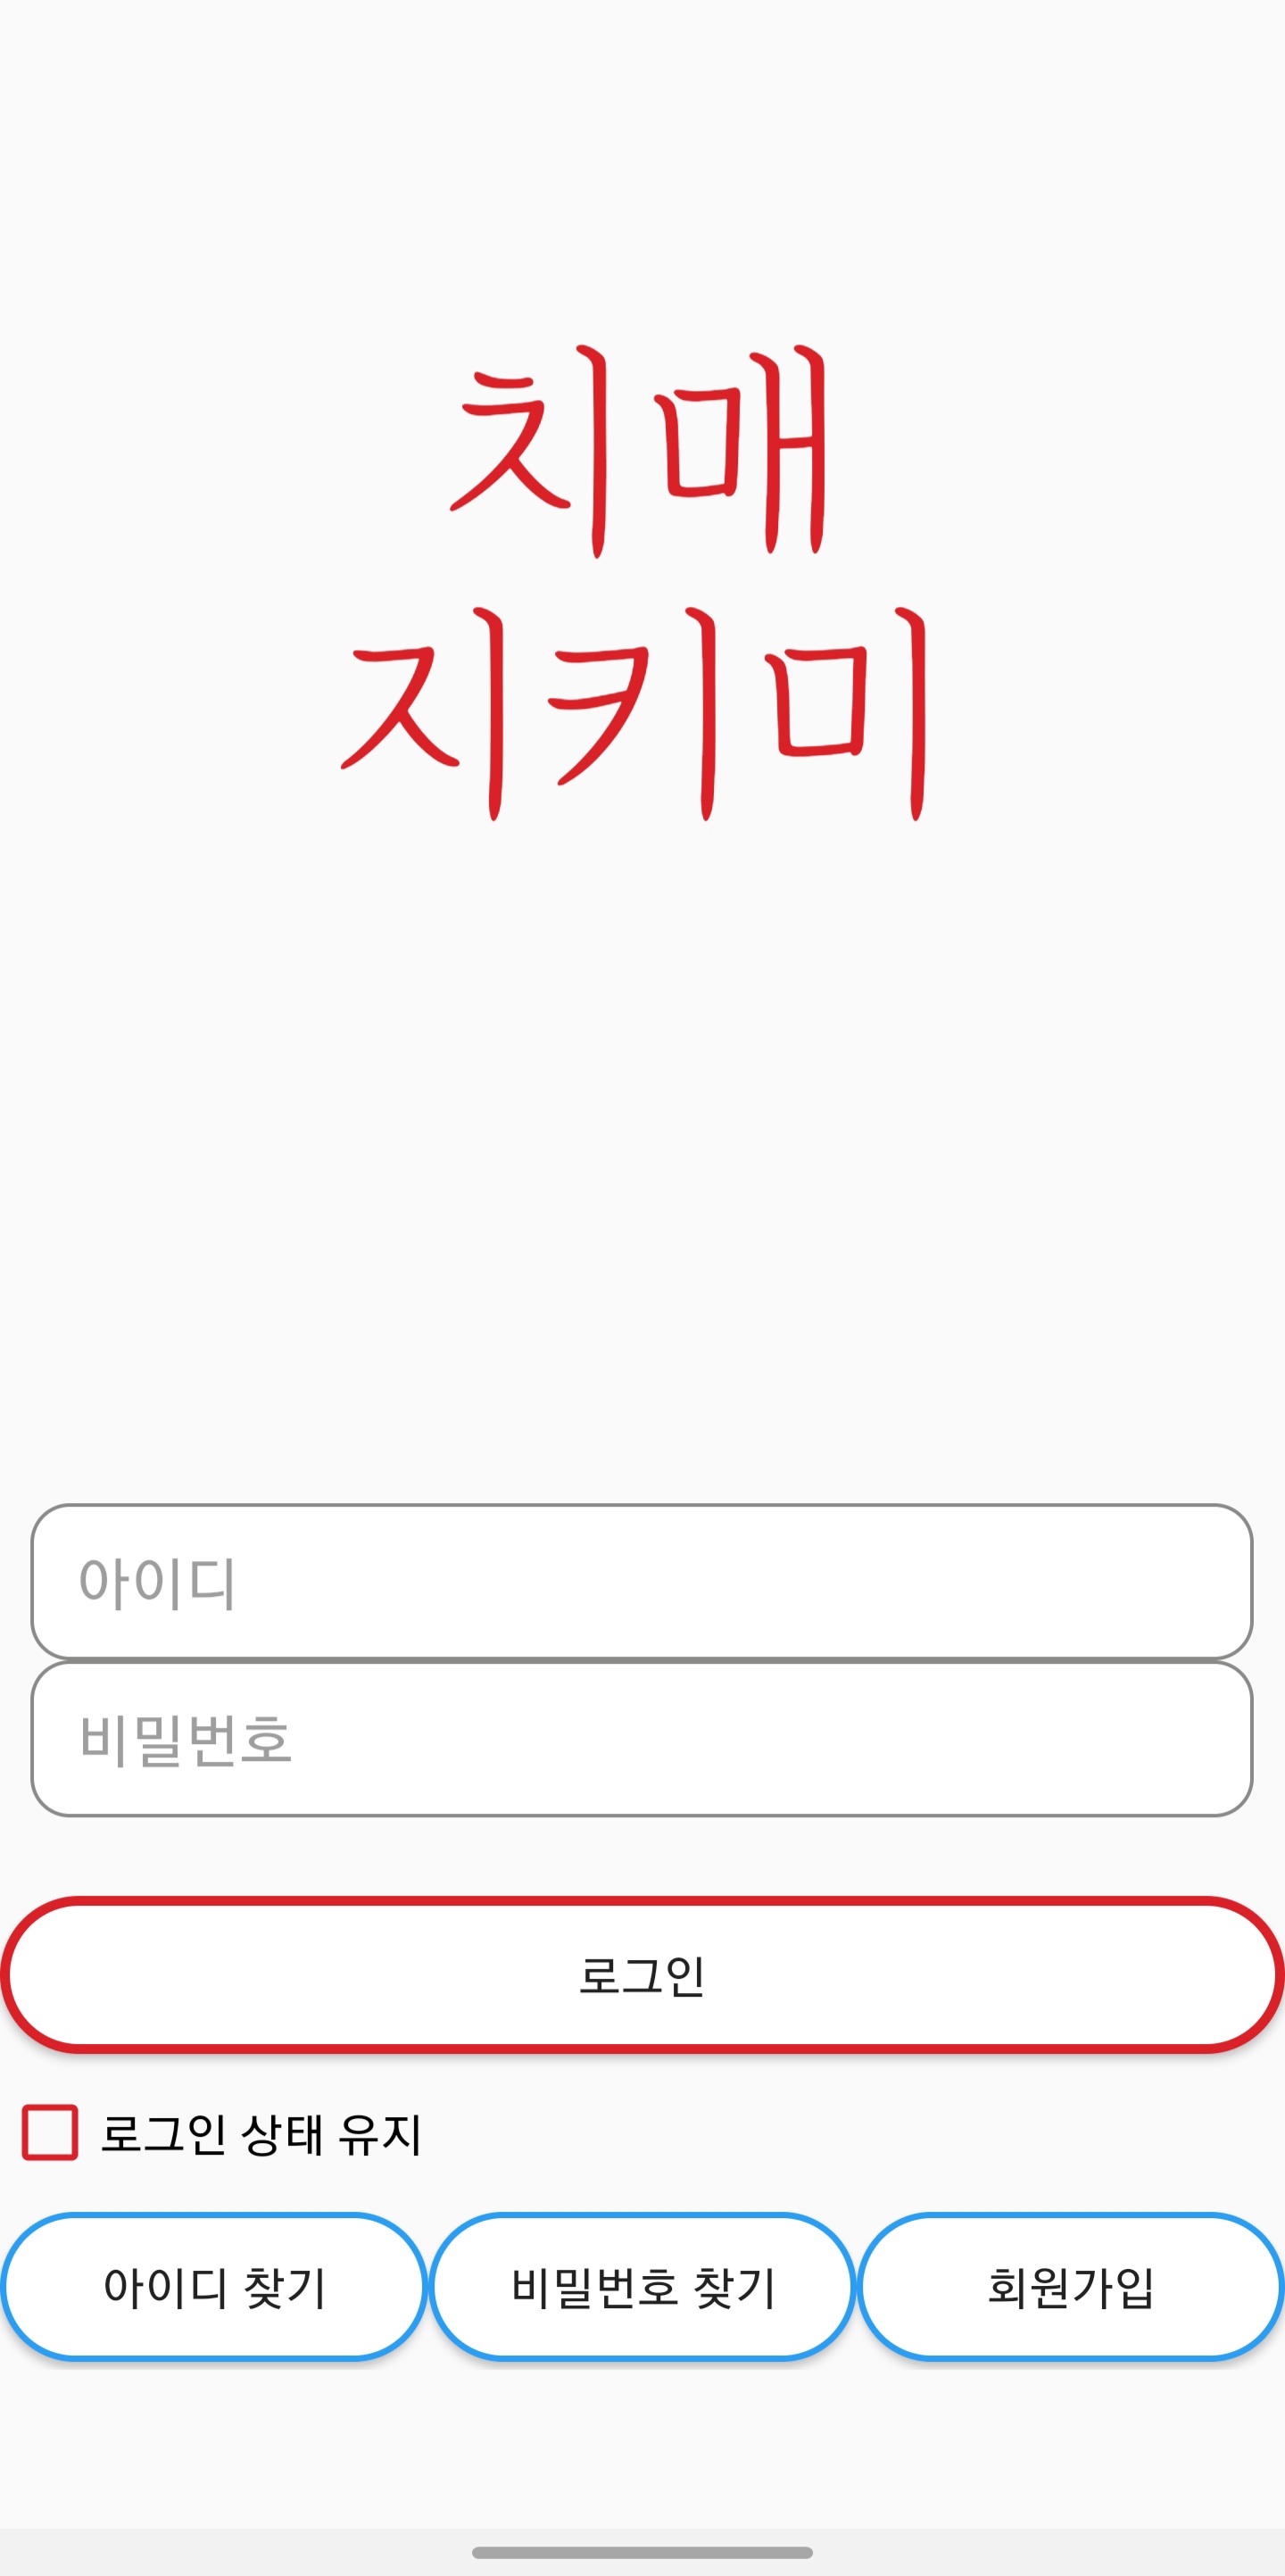 치매
지키미
아이디
비밀번호
로그인
로그인 상태 유지
아이디 찾기 비밀번호 찾기 회원가입